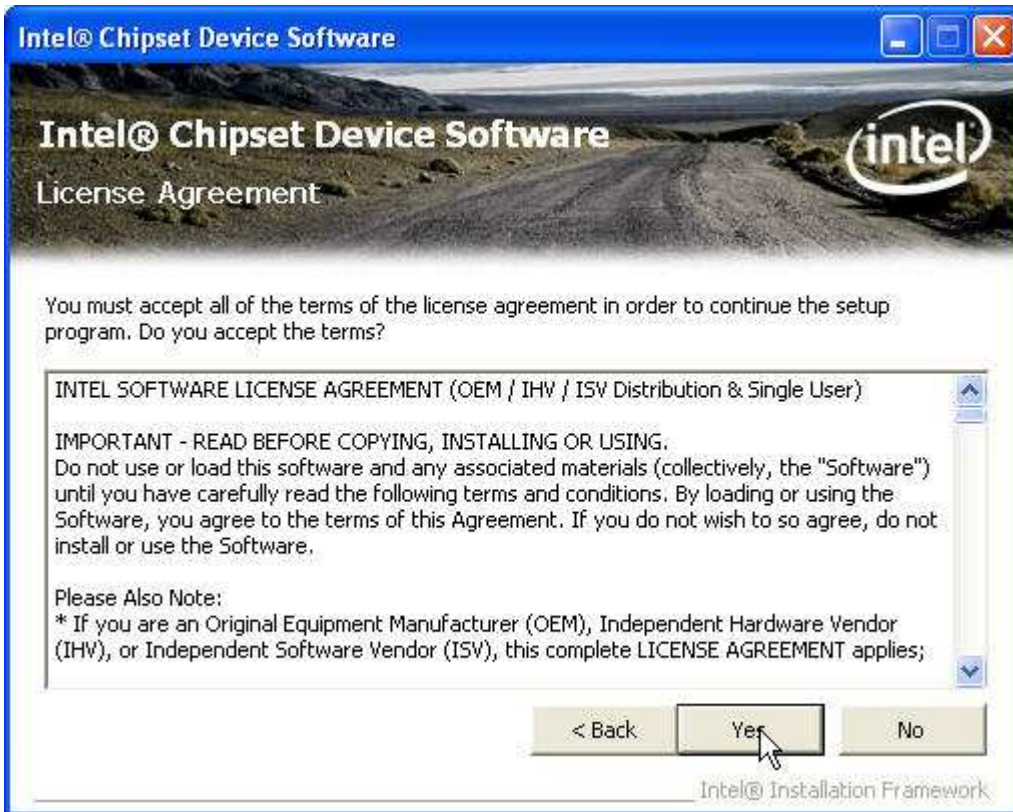 Intel® Chipset Device Software
Intel® Chipset Device Software
intel
License Agreement
You must accept all of the terms of the license agreement in order to continue the setup
program. Do you accept the terms?
INTEL SOFTWARE LICENSE AGREEMENT (OEM / IHV / ISV Distribution & Single User)
IMPORTANT - READ BEFORE COPYING, INSTALLING OR USING.
Do not use or load this software and any associated materials (collectively, the "Software")
until you have carefully read the following terms and conditions. By loading or using the
Software, you agree to the terms of this Agreement. If you do not wish to so agree, do not
install or use the Software.
Please Also Note:
* If you are an Original Equipment Manufacturer (OEM), Independent Hardware Vendor
(IHV), or Independent Software Vendor (ISV), this complete LICENSE AGREEMENT applies;
< Back Yes No
Intel® Installation Framework